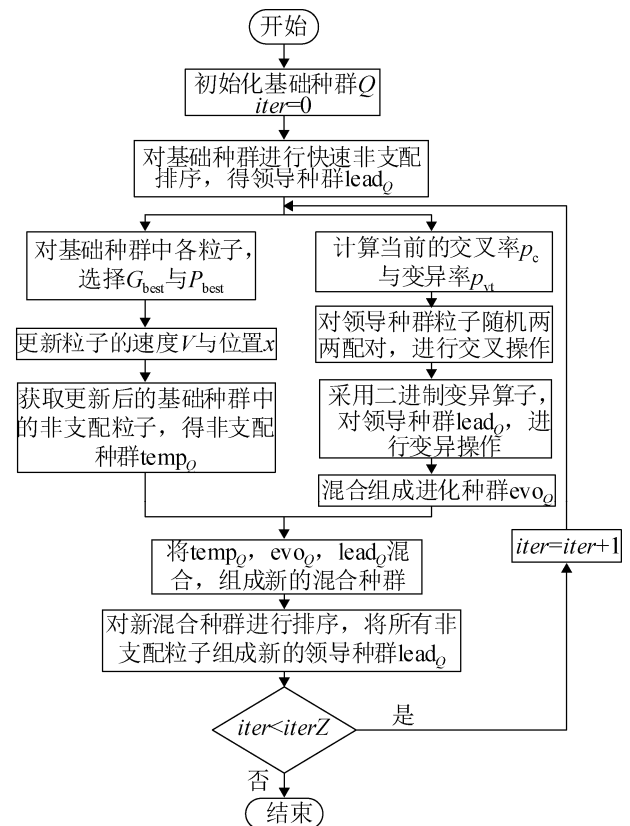 开始
初始化基础种群Q
iter=0
对基础种群进行快速非支配
排序，得领导种群lead_Q
对基础种群中各粒子，
选择G_best与P_best
更新粒子的速度V与位置x
获取更新后的基础种群中
的非支配粒子，得非支配
种群temp_Q
计算当前的交叉率p_c
与变异率p_vt
对领导种群粒子随机两
两配对，进行交叉操作
采用二进制变异算子，
对领导种群lead_Q，进
行变异操作
混合组成进化种群evo_Q
将temp_Q，evo_Q，lead_Q混
合，组成新的混合种群
iter=iter+1
对新混合种群进行排序，将所有非
支配粒子组成新的领导种群lead_Q
iter<iterZ
是
否
结束